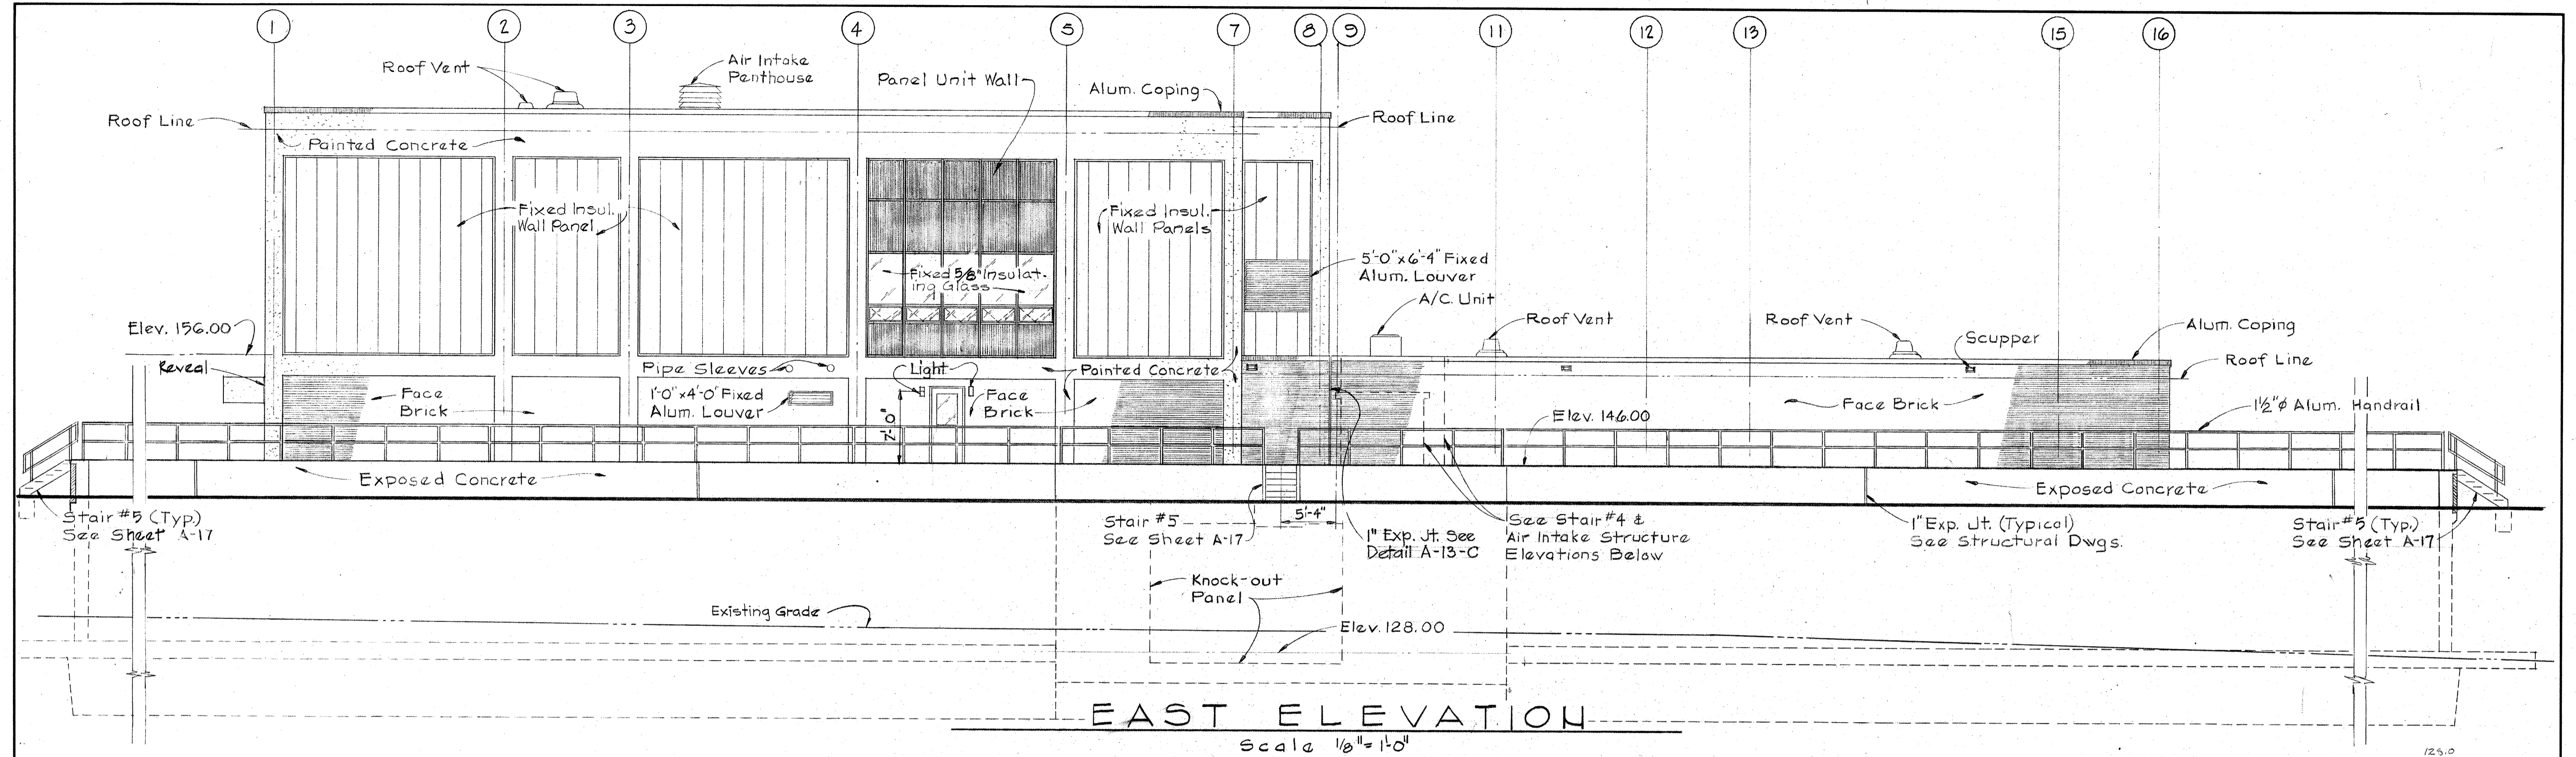 1 2 3 4 5 7 8 9 11 12 13 15 16
Roof Vent
Air Intake
Penthouse
Panel Unit Wall
Alum. Coping
Roof Line
Roof Line
Painted Concrete
Fixed Insul.
Wall Panel
Fixed Insul.
Wall Panels
Fixed 5/8" Insulat-
ing Glass
5'-0" x 6'-4" Fixed
Alum. Louver
A/C. Unit
Roof Vent
Roof Vent
Scupper
Alum. Coping
Roof Line
Elev. 156.00
Reveal
Pipe Sleeves
Light
Painted Concrete
Face
Brick
1'-0" x 4'-0" Fixed
Alum. Louver
7'-0"
Face
Brick
Face Brick
Elev. 146.00
1½" ø Alum. Handrail
Exposed Concrete
Exposed Concrete
Stair #5 (Typ.)
See Sheet A-17
Stair #5
See Sheet A-17
5'-4"
1" Exp. Jt. See
Detail A-13-C
See Stair #4 &
Air Intake Structure
Elevations Below
1" Exp. Jt. (Typical)
See Structural Dwgs.
Stair #5 (Typ.)
See Sheet A-17
Knock-out
Panel
Existing Grade
Elev. 128.00
EAST ELEVATION
Scale 1/8" = 1'-0"
128.0